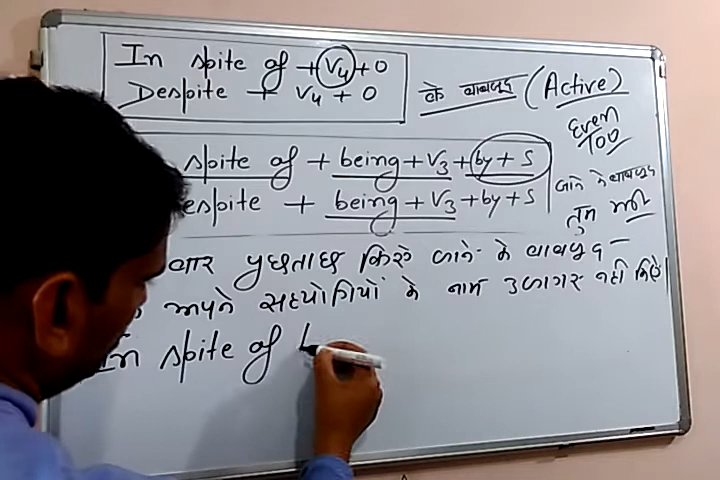 In spite of + V4 + O
Despite + V4 + O
के बावजूद (Active)
Even
Too
spite of + being + V3 + by + S
espite + being + V3 + by + S
जाने के बावजूद
तुम भी
बार पुछताछ किए जाने के बावजूद
अपने सहयोगियों के नाम उजागर नहीं किए।
In spite of b